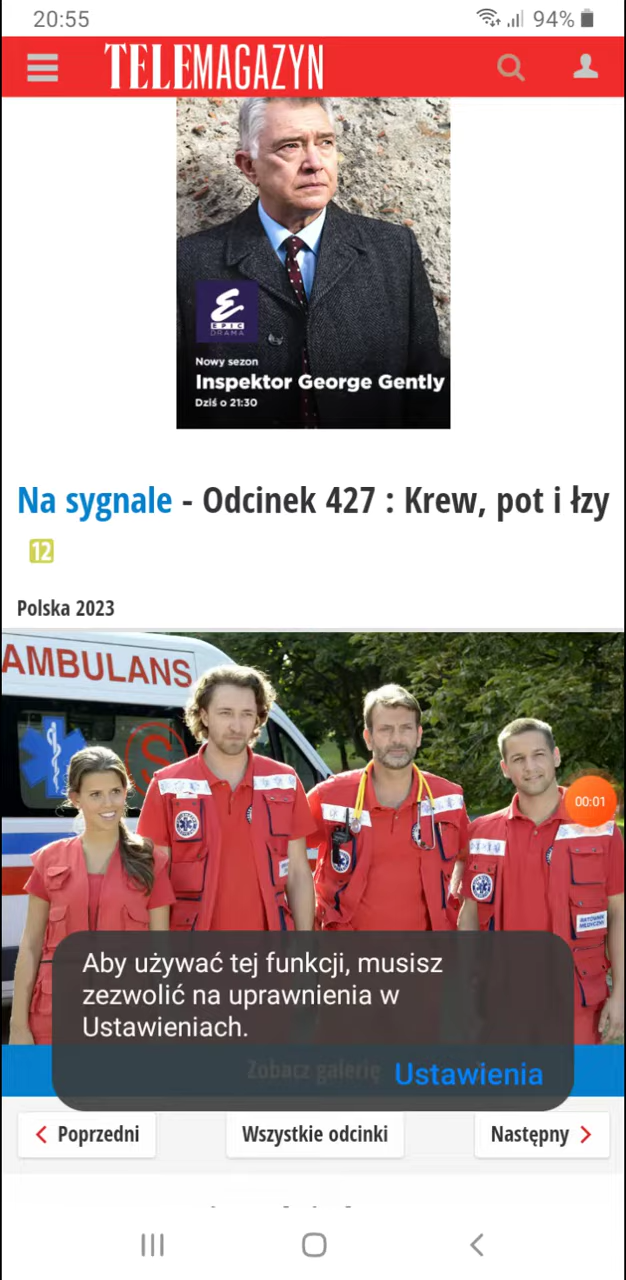 20:55
94%
TELEMAGAZYN
EPIC
DRAMA
Nowy sezon
Inspektor George Gently
Dziś o 21:30
Na sygnale - Odcinek 427 : Krew, pot i łzy
12
Polska 2023
AMBULANS
S
00:01
RATOWNIK
MEDYCZNY
Aby używać tej funkcji, musisz
zezwolić na uprawnienia w
Ustawieniach.
Zobacz galerię
Ustawienia
Poprzedni
Wszystkie odcinki
Następny